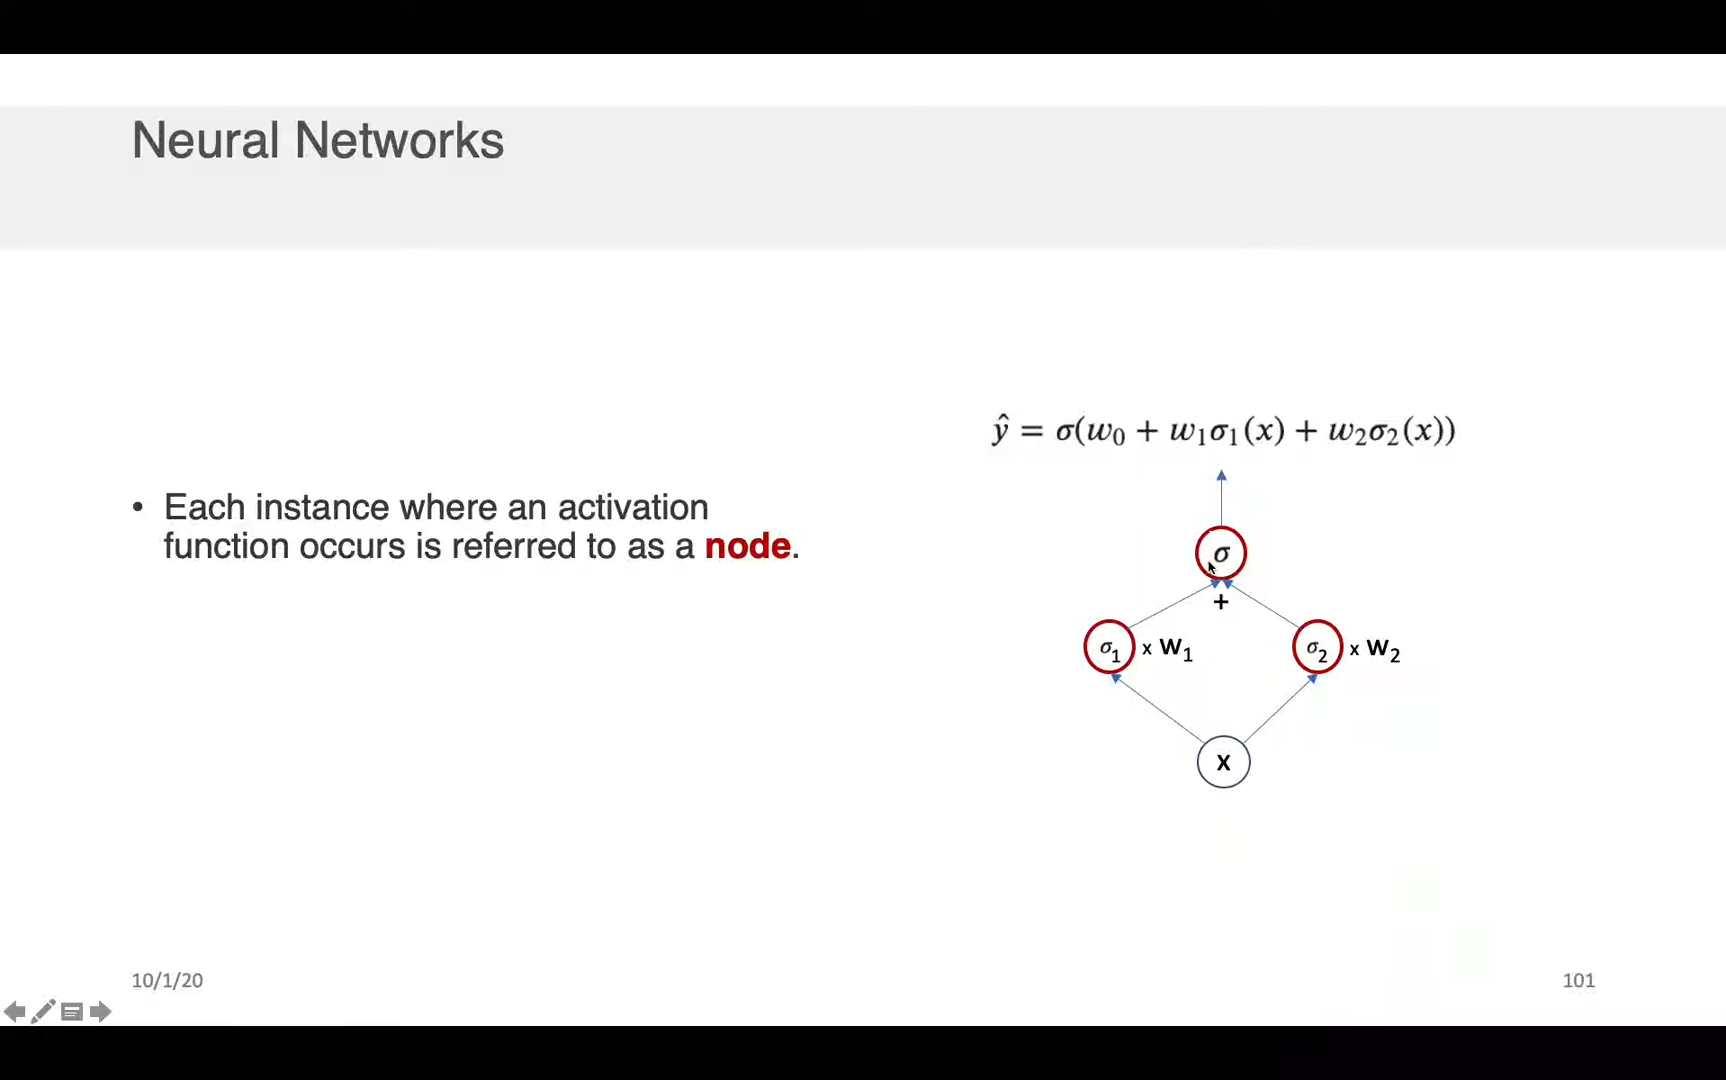 Neural Networks
ŷ = σ(w₀ + w₁σ₁(x) + w₂σ₂(x))
• Each instance where an activation
function occurs is referred to as a node.
σ
+
σ₁ x W₁
σ₂ x W₂
X
10/1/20
101